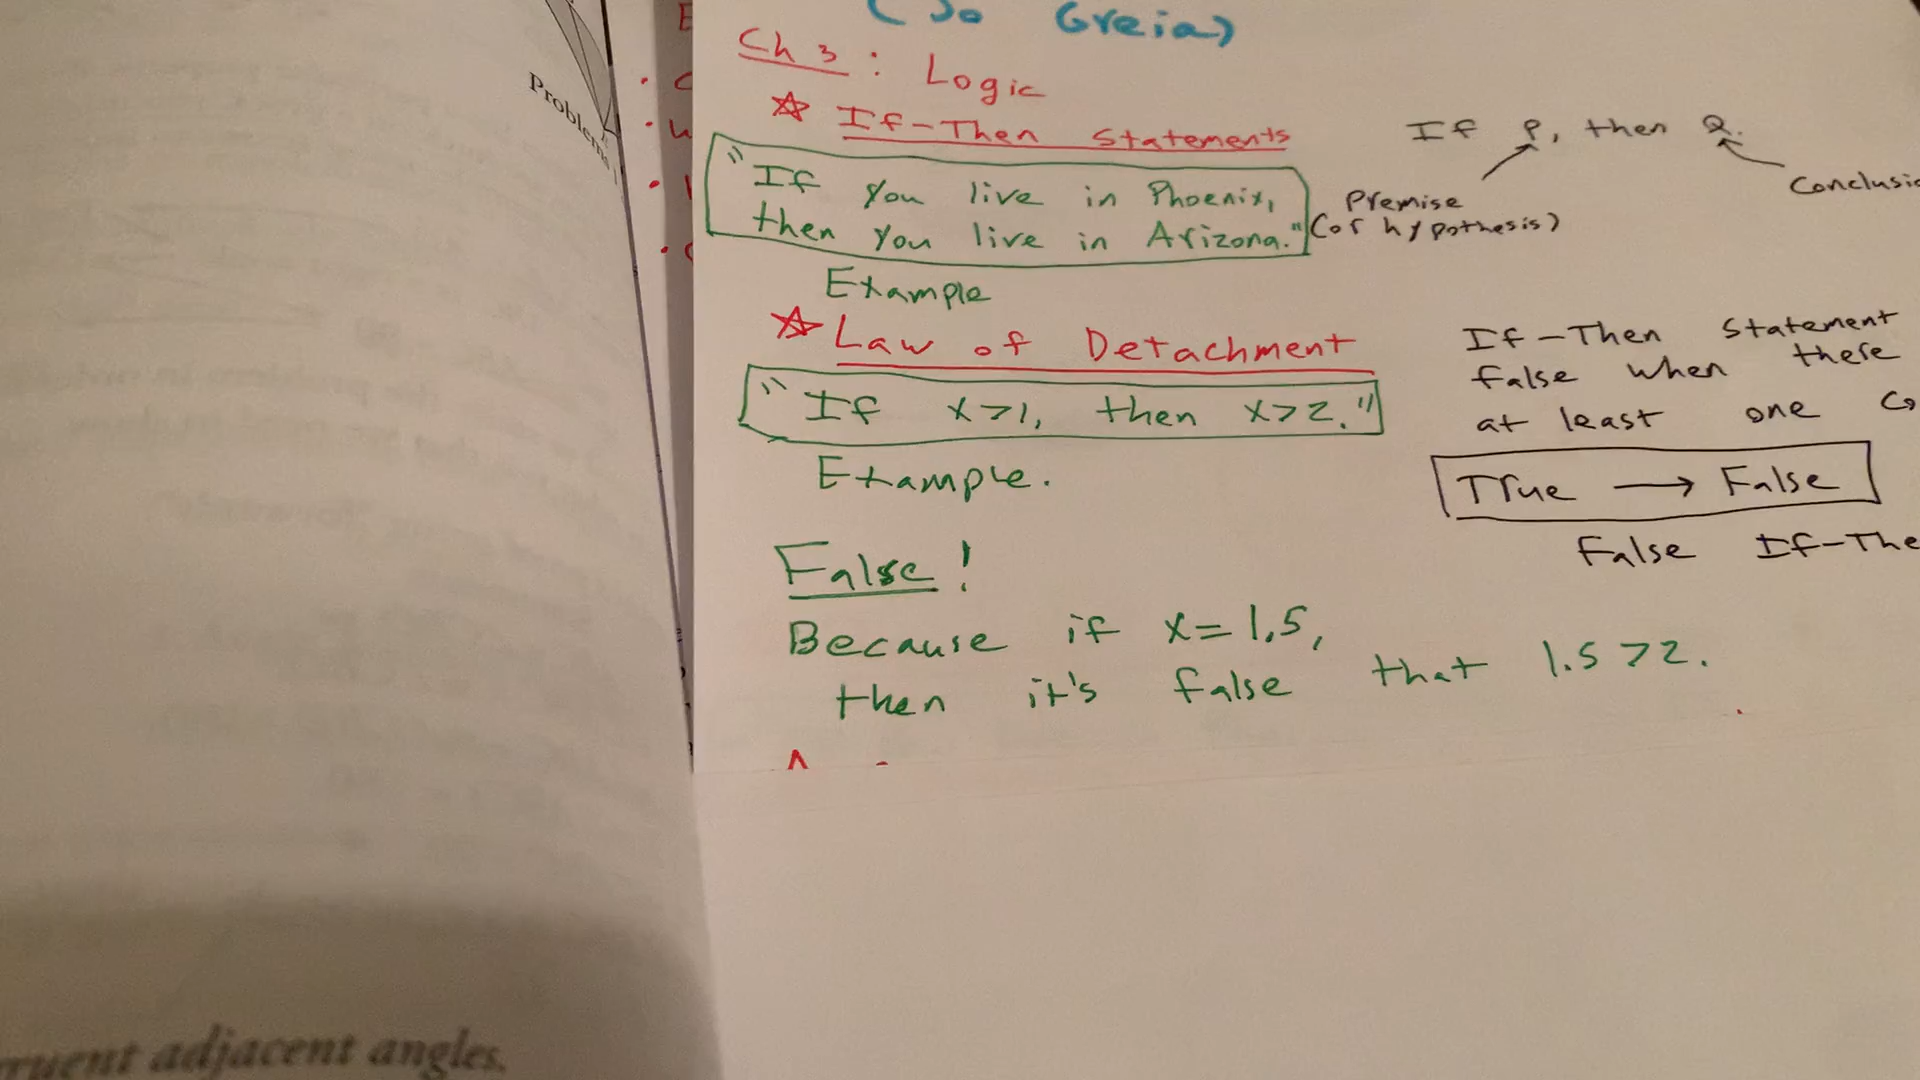 Problems
(Jo Greia)
Ch 3: Logic
☆ If-Then Statements
If P, then Q.
"If you live in Phoenix,
then you live in Arizona."
Premise
(or hypothesis)
Example
☆ Law of Detachment
If-Then Statement
false when there
at least one
"If x>1, then x>2."
Example.
True → False
False If-The
False!
Because if x=1.5,
then it's false that 1.5>2.
ruent adjacent angles.